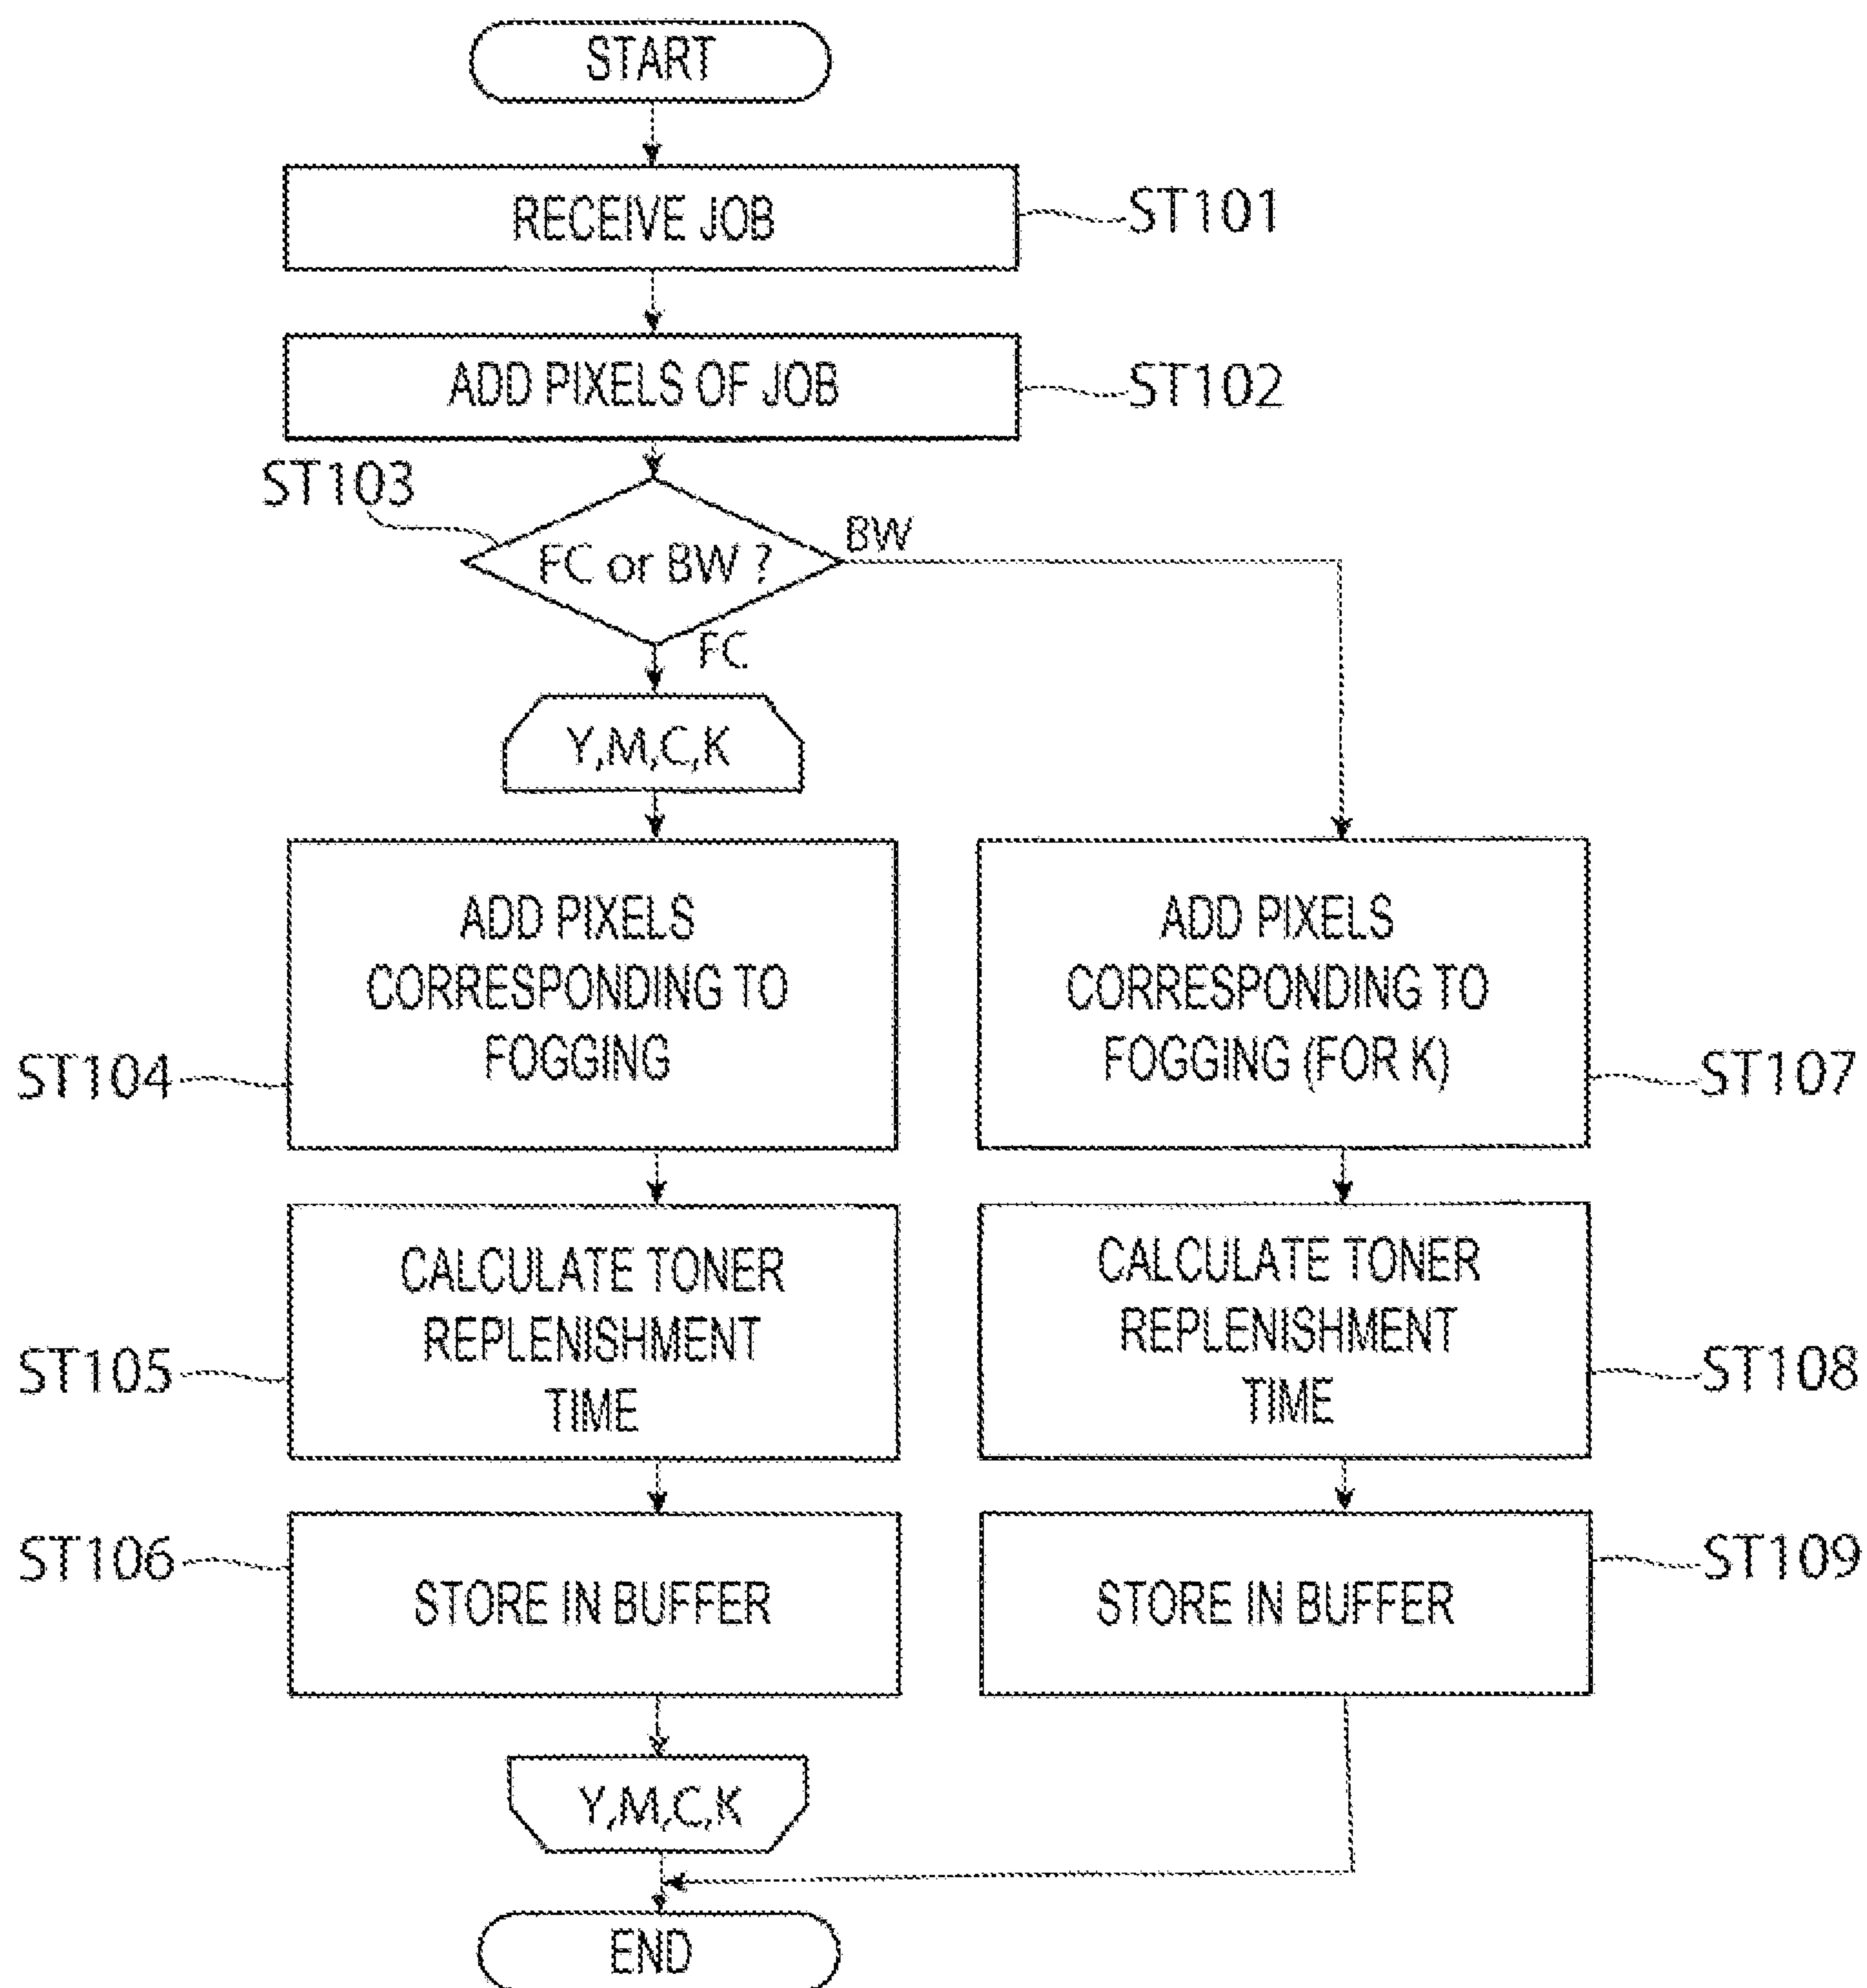 START
RECEIVE JOB
ST101
ADD PIXELS OF JOB
ST102
ST103
FC or BW ?
BW
FC
Y,M,C,K
ADD PIXELS
CORRESPONDING TO
FOGGING
ST104
ADD PIXELS
CORRESPONDING TO
FOGGING (FOR K)
ST107
CALCULATE TONER
REPLENISHMENT
TIME
ST105
CALCULATE TONER
REPLENISHMENT
TIME
ST108
STORE IN BUFFER
ST106
STORE IN BUFFER
ST109
Y,M,C,K
END